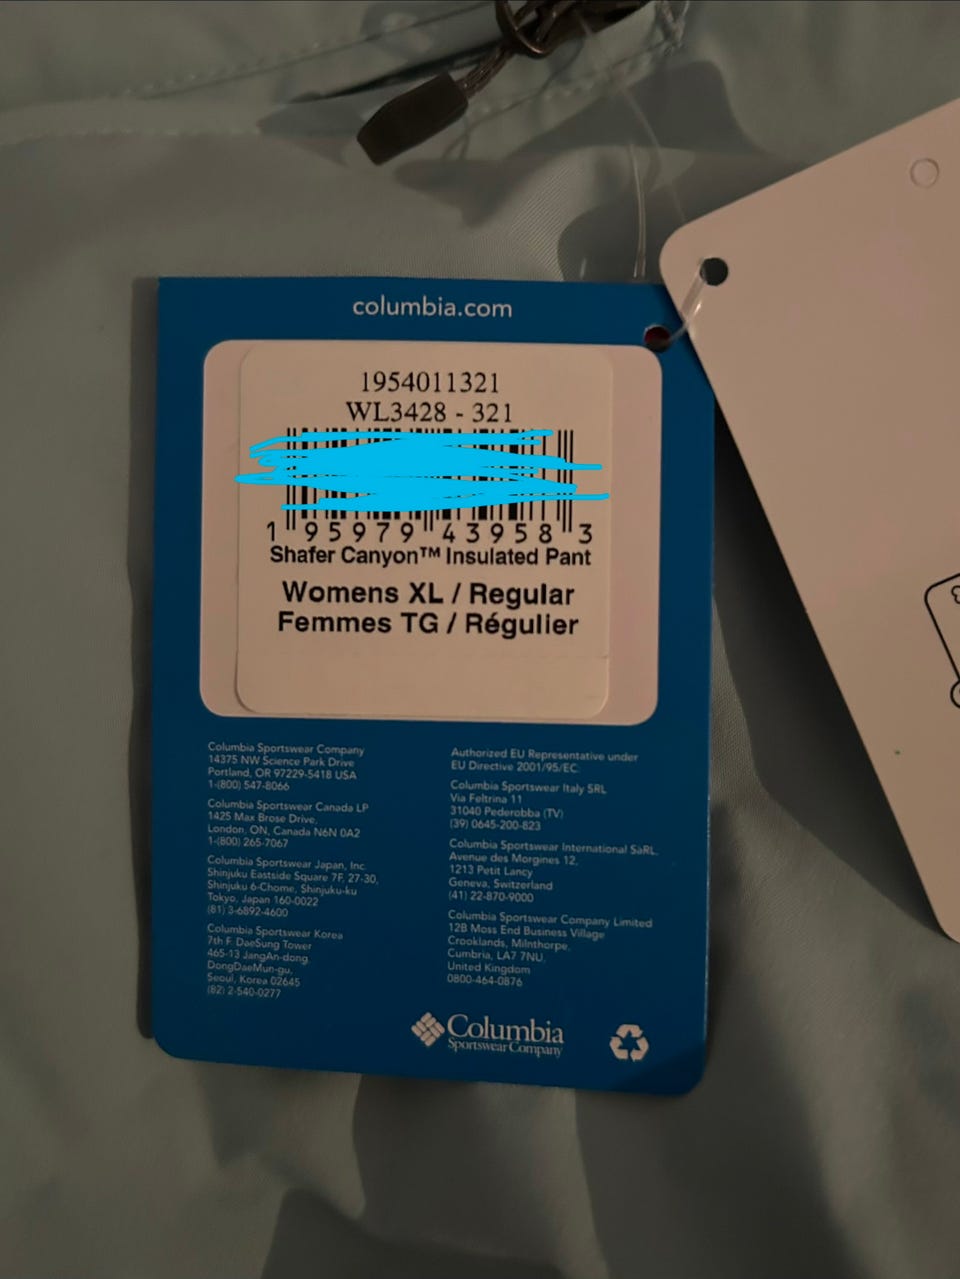 columbia.com
1954011321
WL3428 - 321
1 95979 43958 3
Shafer Canyon™ Insulated Pant
Womens XL / Regular
Femmes TG / Régulier
Columbia Sportswear Company
14375 NW Science Park Drive
Portland, OR 97229-5418 USA
1-(800) 547-8066
Columbia Sportswear Canada LP
1425 Max Brose Drive,
London, ON, Canada N6N 0A2
1-(800) 265-7067
Columbia Sportswear Japan, Inc.
Shinjuku Eastside Square 7F, 27-30,
Shinjuku 6-Chome, Shinjuku-ku
Tokyo, Japan 160-0022
(81) 3-6892-4600
Columbia Sportswear Korea
7th F. DaeSung Tower
465-13 JangAn-dong,
DongDaeMun-gu,
Seoul, Korea 02645
(82) 2-540-0277
Authorized EU Representative under
EU Directive 2001/95/EC:
Columbia Sportswear Italy SRL
Via Feltrina 11
31040 Pederobba (TV)
(39) 0645-200-823
Columbia Sportswear International SàRL
Avenue des Morgines 12,
1213 Petit Lancy
Geneva, Switzerland
(41) 22-870-9000
Columbia Sportswear Company Limited
12B Moss End Business Village
Crooklands, Milnthorpe,
Cumbria, LA7 7NU,
United Kingdom
0800-464-0876
Columbia
Sportswear Company